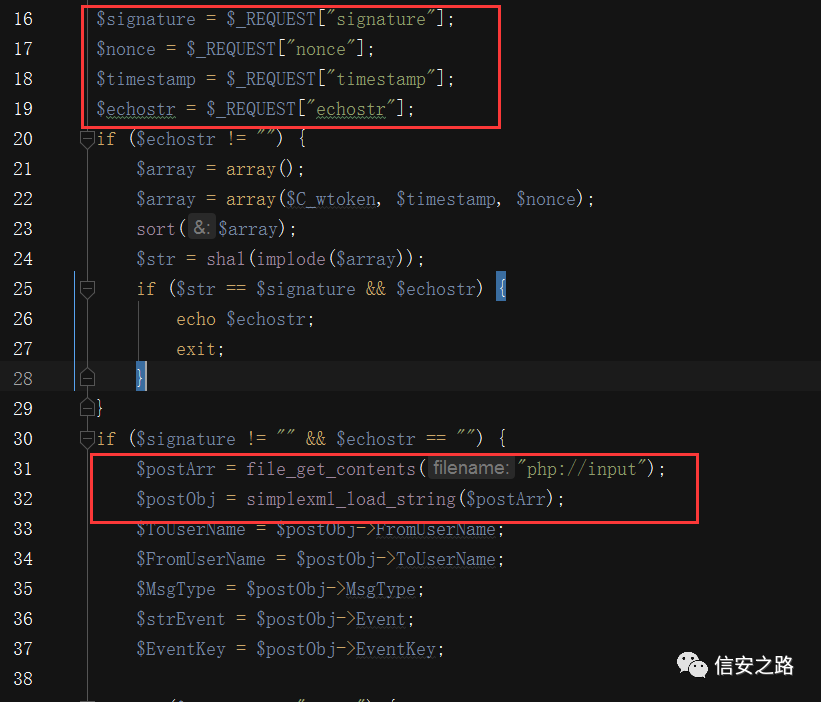 16 $signature = $_REQUEST["signature"];
17 $nonce = $_REQUEST["nonce"];
18 $timestamp = $_REQUEST["timestamp"];
19 $echostr = $_REQUEST["echostr"];
20 if ($echostr != "") {
21 $array = array();
22 $array = array($C_wtoken, $timestamp, $nonce);
23 sort( &: $array);
24 $str = sha1(implode($array));
25 if ($str == $signature && $echostr) {
26 echo $echostr;
27 exit;
28 }
29 }
30 if ($signature != "" && $echostr == "") {
31 $postArr = file_get_contents( filename: "php://input");
32 $postObj = simplexml_load_string($postArr);
33 $ToUserName = $postObj->FromUserName;
34 $FromUserName = $postObj->ToUserName;
35 $MsgType = $postObj->MsgType;
36 $strEvent = $postObj->Event;
37 $EventKey = $postObj->EventKey;
38
信安之路